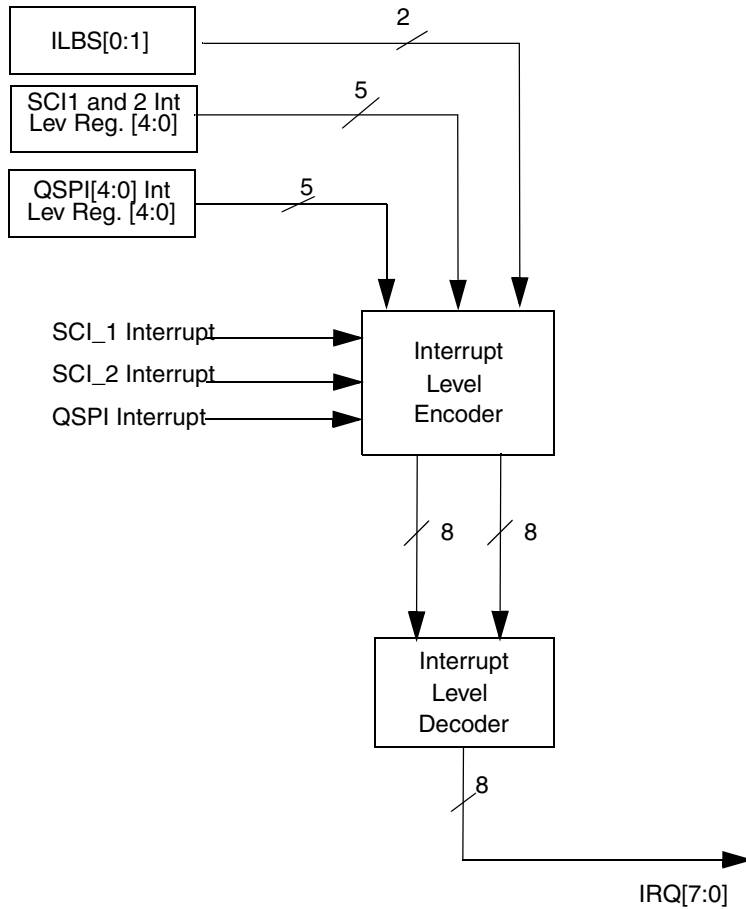 2
ILBS[0:1]
5
SCI1 and 2 Int
Lev Reg. [4:0]
5
QSPI[4:0] Int
Lev Reg. [4:0]
SCI_1 Interrupt
SCI_2 Interrupt
QSPI Interrupt
Interrupt
Level
Encoder
8
8
Interrupt
Level
Decoder
8
IRQ[7:0]